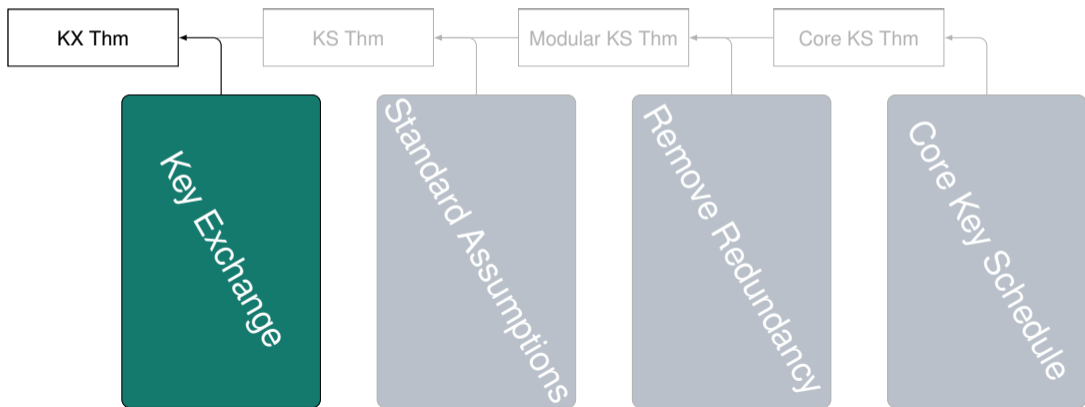 KX Thm
KS Thm
Modular KS Thm
Core KS Thm
Key Exchange
Standard Assumptions
Remove Redundancy
Core Key Schedule